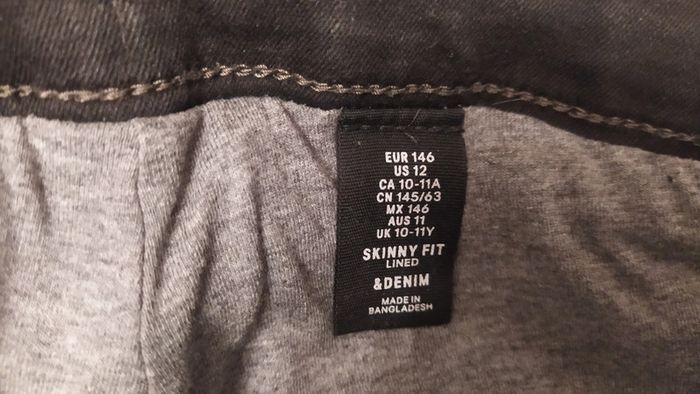 EUR 146
US 12
CA 10-11A
CN 145/63
MX 146
AUS 11
UK 10-11Y
SKINNY FIT
LINED
&DENIM
MADE IN
BANGLADESH